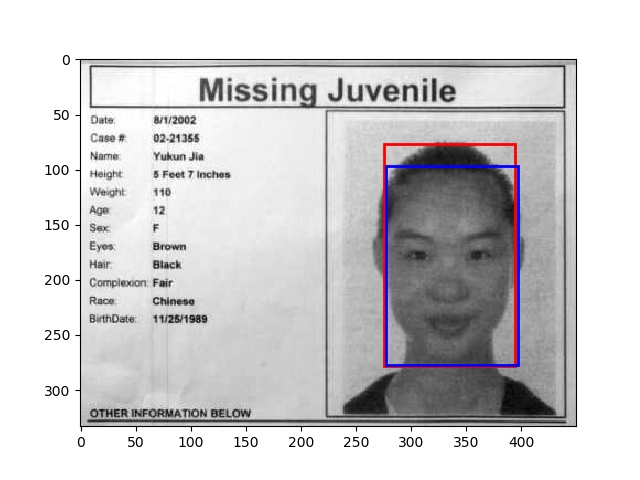 Missing Juvenile
Date: 8/1/2002
Case #: 02-21355
Name: Yukun Jia
Height: 5 Feet 7 Inches
Weight: 110
Age: 12
Sex: F
Eyes: Brown
Hair: Black
Complexion: Fair
Race: Chinese
BirthDate: 11/25/1989
OTHER INFORMATION BELOW
0
50
100
150
200
250
300
0 50 100 150 200 250 300 350 400